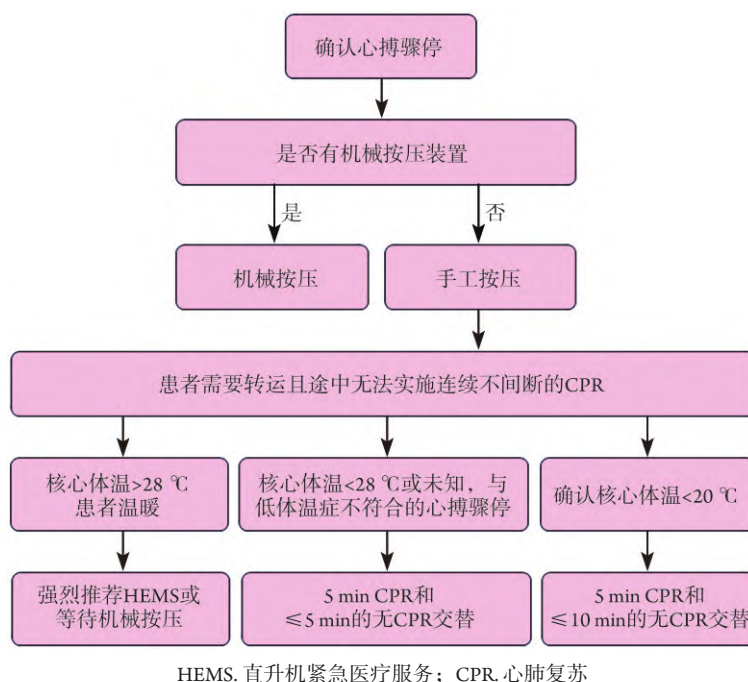 确认心搏骤停
是否有机械按压装置
是
否
机械按压
手工按压
患者需要转运且途中无法实施连续不间断的CPR
核心体温>28 ℃
患者温暖
核心体温<28 ℃或未知，与
低体温症不符合的心搏骤停
确认核心体温<20 ℃
强烈推荐HEMS或
等待机械按压
5 min CPR和
≤5 min的无CPR交替
5 min CPR和
≤10 min的无CPR交替
HEMS. 直升机紧急医疗服务；CPR. 心肺复苏